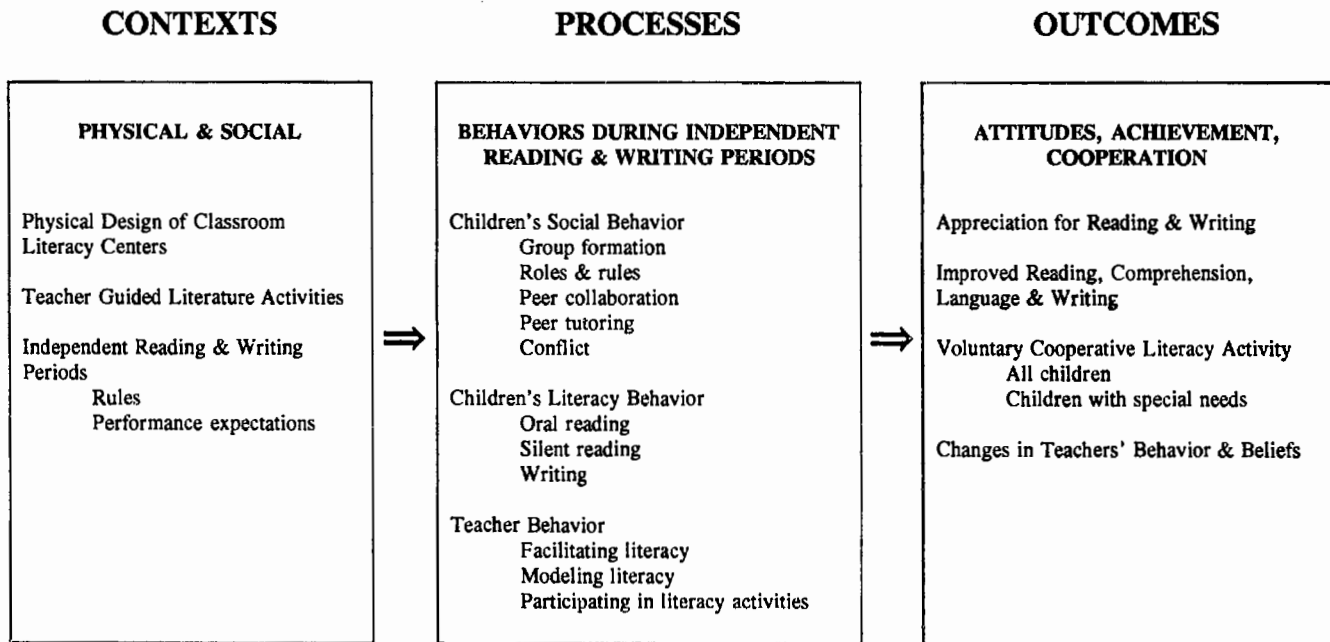 CONTEXTS
PHYSICAL & SOCIAL
Physical Design of Classroom
Literacy Centers
Teacher Guided Literature Activities
Independent Reading & Writing
Periods
Rules
Performance expectations
⇒
PROCESSES
BEHAVIORS DURING INDEPENDENT
READING & WRITING PERIODS
Children's Social Behavior
Group formation
Roles & rules
Peer collaboration
Peer tutoring
Conflict
Children's Literacy Behavior
Oral reading
Silent reading
Writing
Teacher Behavior
Facilitating literacy
Modeling literacy
Participating in literacy activities
⇒
OUTCOMES
ATTITUDES, ACHIEVEMENT,
COOPERATION
Appreciation for Reading & Writing
Improved Reading, Comprehension,
Language & Writing
Voluntary Cooperative Literacy Activity
All children
Children with special needs
Changes in Teachers' Behavior & Beliefs